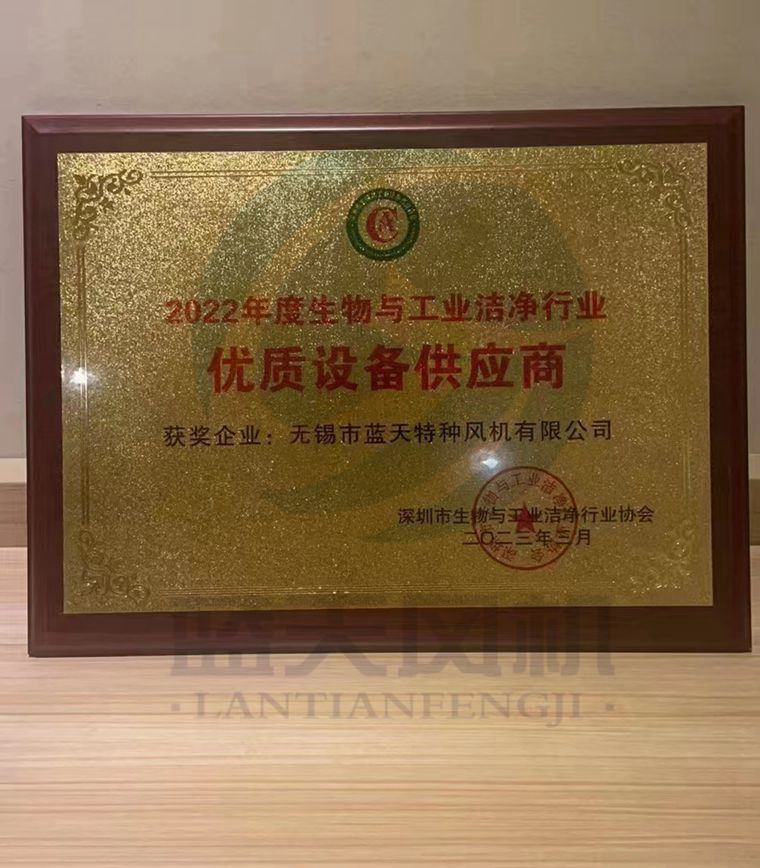 2022年度生物与工业洁净行业
优质设备供应商
获奖企业：无锡市蓝天特种风机有限公司
深圳市生物与工业洁净行业协会
二〇二三年三月
蓝天风机
·LANTIANFENGJI·